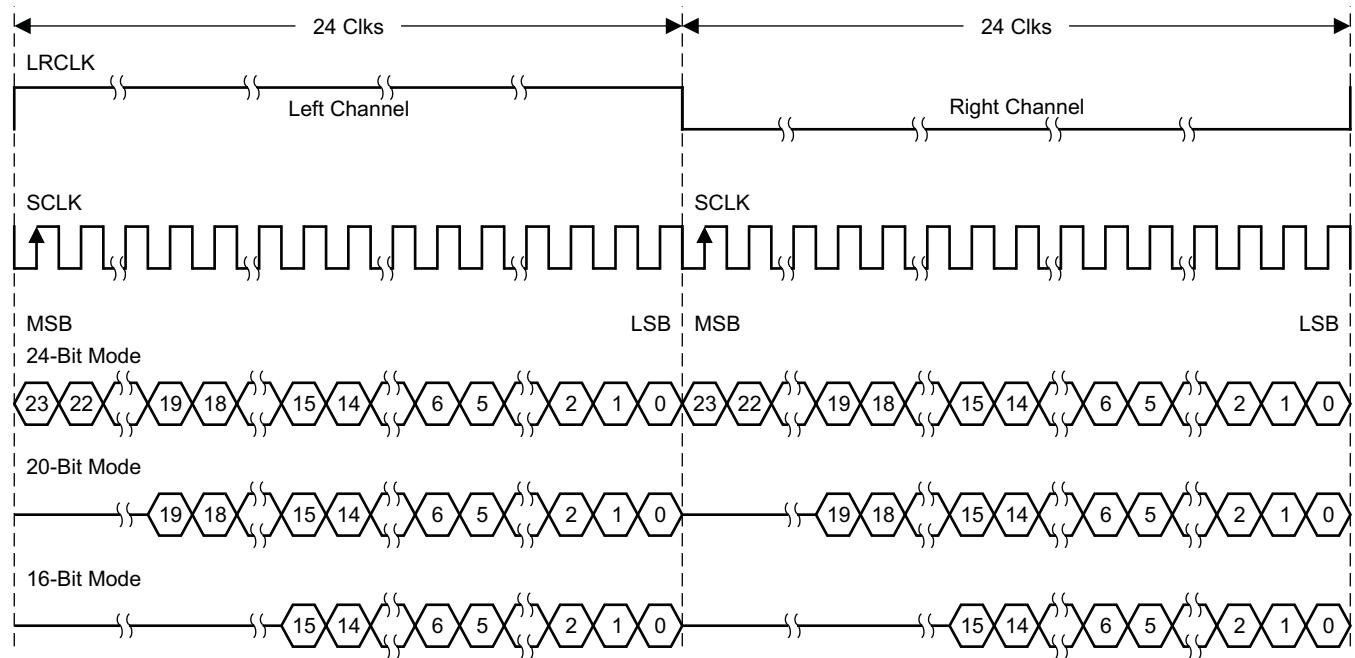 24 Clks 24 Clks
LRCLK
Left Channel Right Channel
SCLK SCLK
MSB LSB MSB LSB
24-Bit Mode
23 22 19 18 15 14 6 5 2 1 0 23 22 19 18 15 14 6 5 2 1 0
20-Bit Mode
19 18 15 14 6 5 2 1 0 19 18 15 14 6 5 2 1 0
16-Bit Mode
15 14 6 5 2 1 0 15 14 6 5 2 1 0